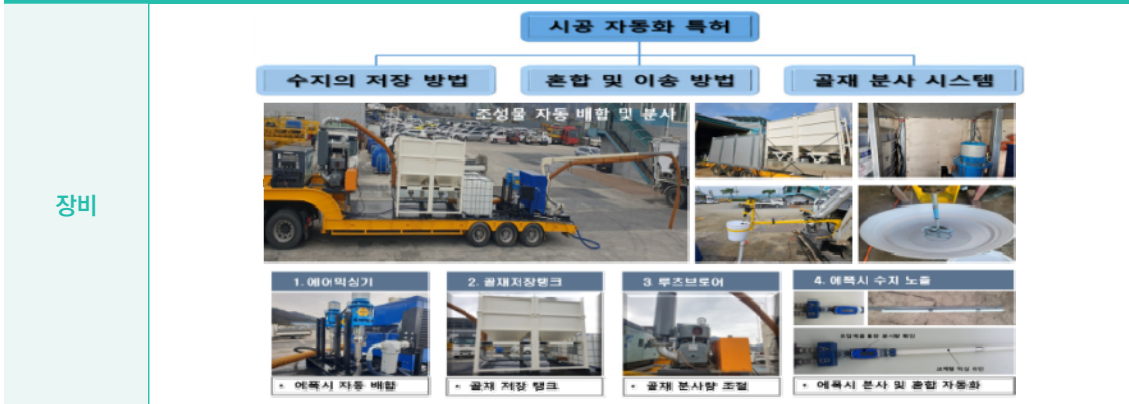 장비
시공 자동화 특허
수지의 저장 방법
혼합 및 이송 방법
골재 분사 시스템
조성물 자동 배합 및 분사
1. 에어믹싱기
2. 골재저장탱크
3. 루츠브로어
4. 에폭시 수지 노즐
• 에폭시 자동 배합
• 골재 저장 탱크
• 골재 분사량 조절
• 에폭시 분사 및 혼합 자동화